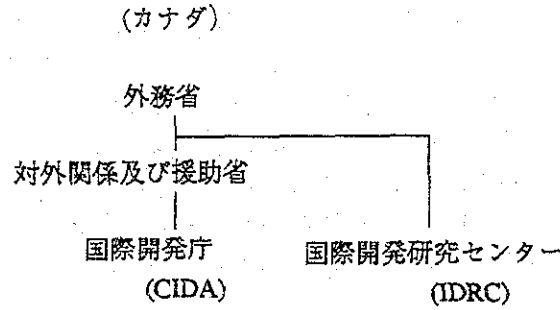 (カナダ)
外務省
対外関係及び援助省
国際開発庁
(CIDA)
国際開発研究センター
(IDRC)